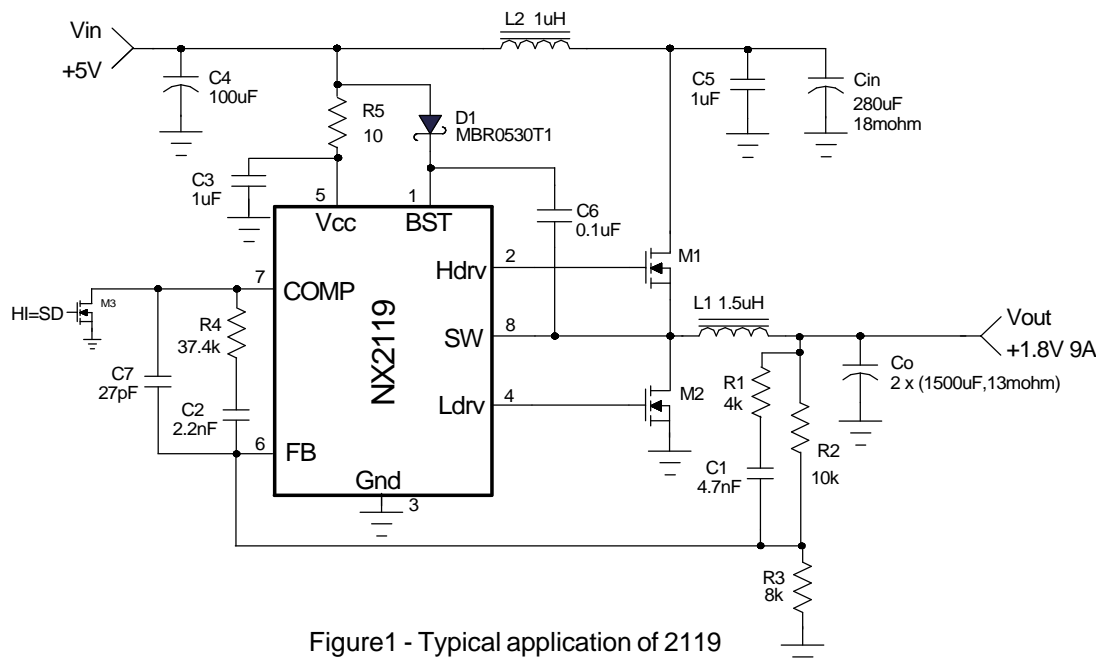 L2 1uH
Vin
+5V
C4
100uF
C5
1uF
Cin
280uF
18mohm
R5
10
D1
MBR0530T1
C3
1uF
5
1
Vcc
BST
C6
0.1uF
2
Hdrv
M1
7
COMP
HI=SD
M3
R4
37.4k
L1 1.5uH
8
SW
Vout
+1.8V 9A
NX2119
C7
27pF
C2
2.2nF
R1
4k
Co
2 x (1500uF,13mohm)
4
Ldrv
M2
6
FB
R2
10k
C1
4.7nF
Gnd
3
R3
8k
Figure1 - Typical application of 2119